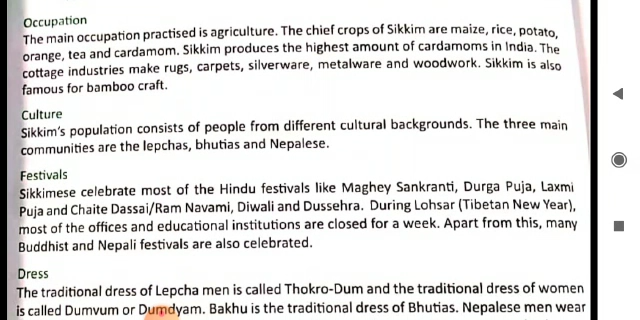 Occupation
The main occupation practised is agriculture. The chief crops of Sikkim are maize, rice, potato,
orange, tea and cardamom. Sikkim produces the highest amount of cardamoms in India. The
cottage industries make rugs, carpets, silverware, metalware and woodwork. Sikkim is also
famous for bamboo craft.
Culture
Sikkim's population consists of people from different cultural backgrounds. The three main
communities are the lepchas, bhutias and Nepalese.
Festivals
Sikkimese celebrate most of the Hindu festivals like Maghey Sankranti, Durga Puja, Laxmi
Puja and Chaite Dassai/Ram Navami, Diwali and Dussehra. During Lohsar (Tibetan New Year),
most of the offices and educational institutions are closed for a week. Apart from this, many
Buddhist and Nepali festivals are also celebrated.
Dress
The traditional dress of Lepcha men is called Thokro-Dum and the traditional dress of women
is called Dumvum or Dumdyam. Bakhu is the traditional dress of Bhutias. Nepalese men wear